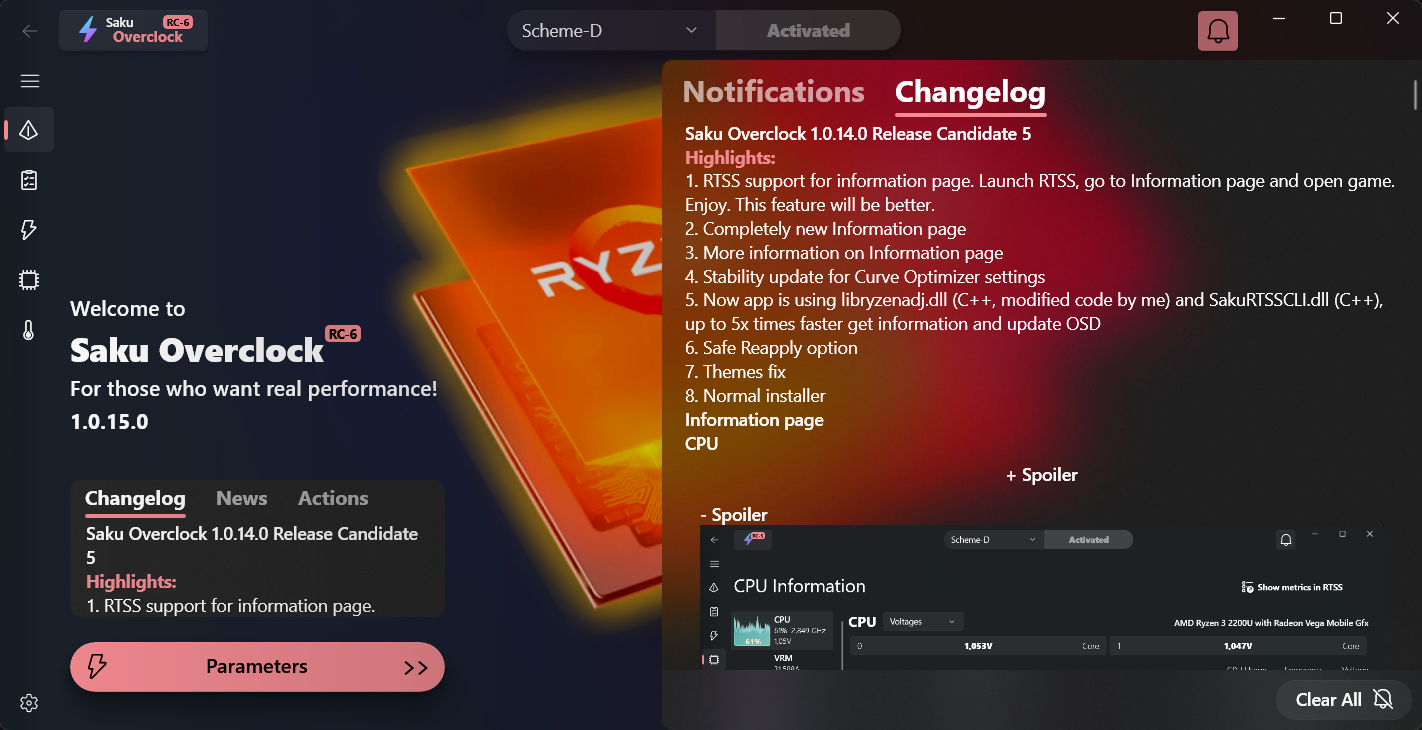 Saku RC-6
Overclock
Scheme-D
Activated
Notifications Changelog
Saku Overclock 1.0.14.0 Release Candidate 5
Highlights:
1. RTSS support for information page. Launch RTSS, go to Information page and open game.
Enjoy. This feature will be better.
2. Completely new Information page
3. More information on Information page
4. Stability update for Curve Optimizer settings
5. Now app is using libryzenadj.dll (C++, modified code by me) and SakuRTSSCLI.dll (C++),
up to 5x times faster get information and update OSD
6. Safe Reapply option
7. Themes fix
8. Normal installer
Information page
CPU
+ Spoiler
- Spoiler
RC-5
Scheme-D
Activated
CPU Information
Show metrics in RTSS
CPU
61% 2,849 GHz
1,05V
61%
VRM
CPU Voltages
AMD Ryzen 3 2200U with Radeon Vega Mobile Gfx
0 1,053V Core
1 1,047V Core
Clear All
RYZ
Welcome to
Saku Overclock RC-6
For those who want real performance!
1.0.15.0
Changelog News Actions
Saku Overclock 1.0.14.0 Release Candidate
5
Highlights:
1. RTSS support for information page.
Parameters >>